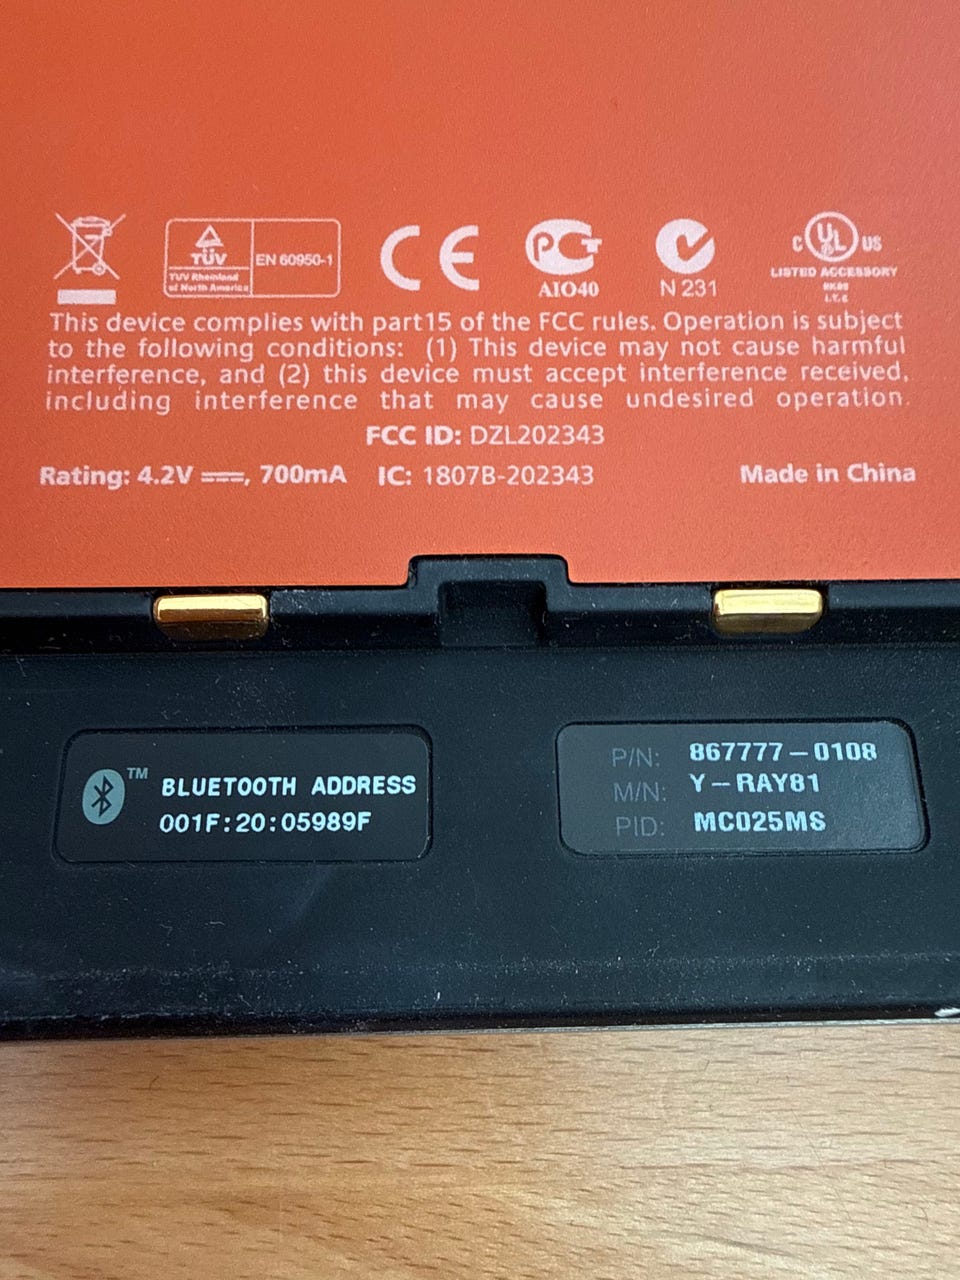 TÜV
TUV Rheinland
of North America
EN 60950-1
CE
PCT
AIO40
N 231
C UL US
LISTED ACCESSORY
I.T.E
This device complies with part15 of the FCC rules. Operation is subject
to the following conditions: (1) This device may not cause harmful
interference, and (2) this device must accept interference received,
including interference that may cause undesired operation.
FCC ID: DZL202343
Rating: 4.2V ⎓, 700mA IC: 1807B-202343 Made in China
™ BLUETOOTH ADDRESS
001F:20:05989F
P/N: 867777-0108
M/N: Y-RAY81
PID: MC025MS